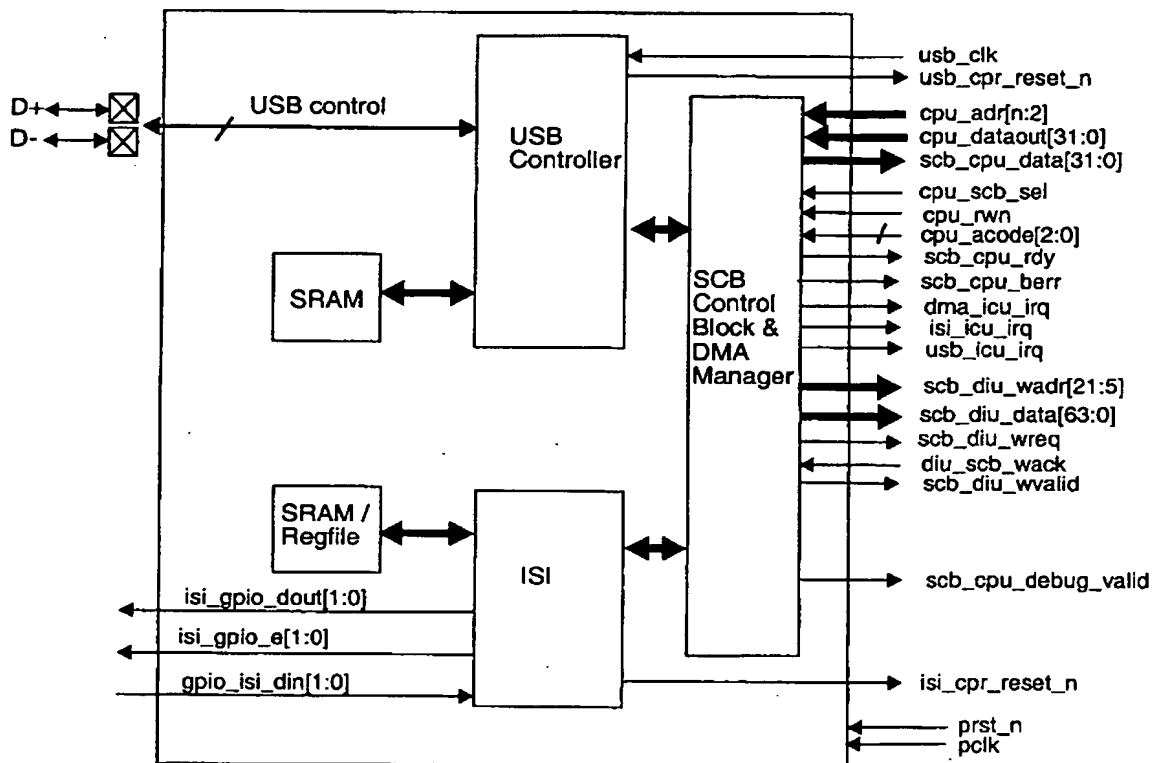 D+
D-
USB control
USB
Controller
SRAM
SRAM /
Regfile
ISI
isi_gpio_dout[1:0]
isi_gpio_e[1:0]
gpio_isi_din[1:0]
SCB
Control
Block &
DMA
Manager
usb_clk
usb_cpr_reset_n
cpu_adr[n:2]
cpu_dataout[31:0]
scb_cpu_data[31:0]
cpu_scb_sel
cpu_rwn
cpu_acode[2:0]
scb_cpu_rdy
scb_cpu_berr
dma_icu_irq
isi_icu_irq
usb_icu_irq
scb_diu_wadr[21:5]
scb_diu_data[63:0]
scb_diu_wreq
diu_scb_wack
scb_diu_wvalid
scb_cpu_debug_valid
isi_cpr_reset_n
prst_n
pclk